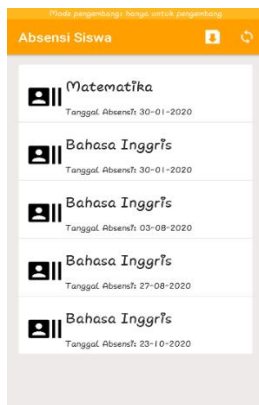 Mode pengembang: hanya untuk pengembang
Absensi Siswa
Matematika
Tanggal Absensi: 30-01-2020
Bahasa Inggris
Tanggal Absensi: 30-01-2020
Bahasa Inggris
Tanggal Absensi: 03-08-2020
Bahasa Inggris
Tanggal Absensi: 27-08-2020
Bahasa Inggris
Tanggal Absensi: 23-10-2020